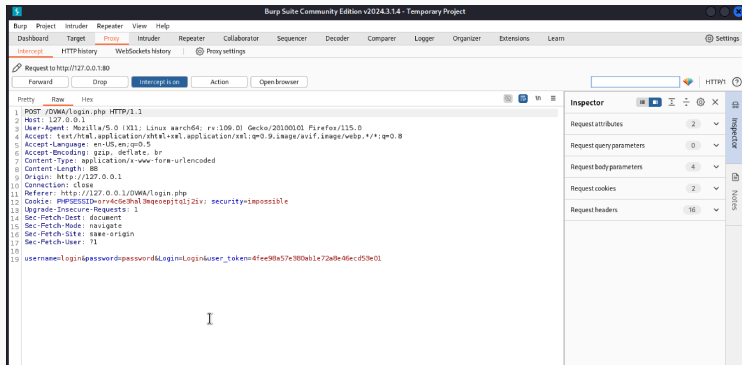 Burp Suite Community Edition v2024.3.1.4 - Temporary Project
Burp Project Intruder Repeater View Help
Dashboard Target Proxy Intruder Repeater Collaborator Sequencer Decoder Comparer Logger Organizer Extensions Learn Settings
Intercept HTTP history WebSockets history Proxy settings
Request to http://127.0.0.1:80
Forward Drop Intercept is on Action Open browser HTTP/1
Pretty Raw Hex
Inspector
1 POST /DVWA/login.php HTTP/1.1
2 Host: 127.0.0.1
3 User-Agent: Mozilla/5.0 (X11; Linux aarch64; rv:109.0) Gecko/20100101 Firefox/115.0
4 Accept: text/html,application/xhtml+xml,application/xml;q=0.9,image/avif,image/webp,*/*;q=0.8
5 Accept-Language: en-US,en;q=0.5
6 Accept-Encoding: gzip, deflate, br
7 Content-Type: application/x-www-form-urlencoded
8 Content-Length: 88
9 Origin: http://127.0.0.1
10 Connection: close
11 Referer: http://127.0.0.1/DVWA/login.php
12 Cookie: security=impossible
13 Upgrade-Insecure-Requests: 1
14 Sec-Fetch-Dest: document
15 Sec-Fetch-Mode: navigate
16 Sec-Fetch-Site: same-origin
17 Sec-Fetch-User: ?1
18
19 username=login&password=password&Login=Login&user_token=4fee98a57e380ab1e72a8e46ecd53e01
Request attributes 2
Request query parameters 0
Request body parameters 4
Request cookies 2
Request headers 16
Inspector
Notes